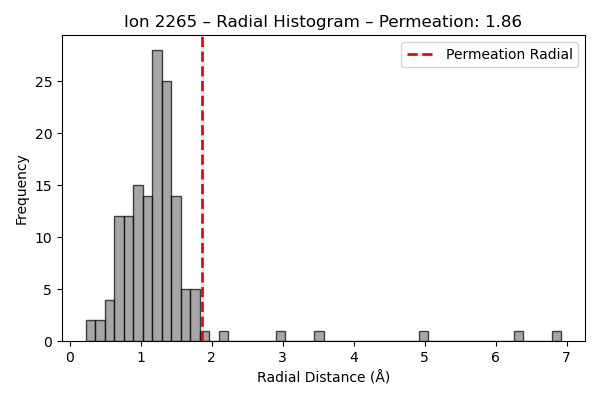 Ion 2265 – Radial Histogram – Permeation: 1.86
Permeation Radial
Frequency
25
20
15
10
5
0
0 1 2 3 4 5 6 7
Radial Distance (Å)